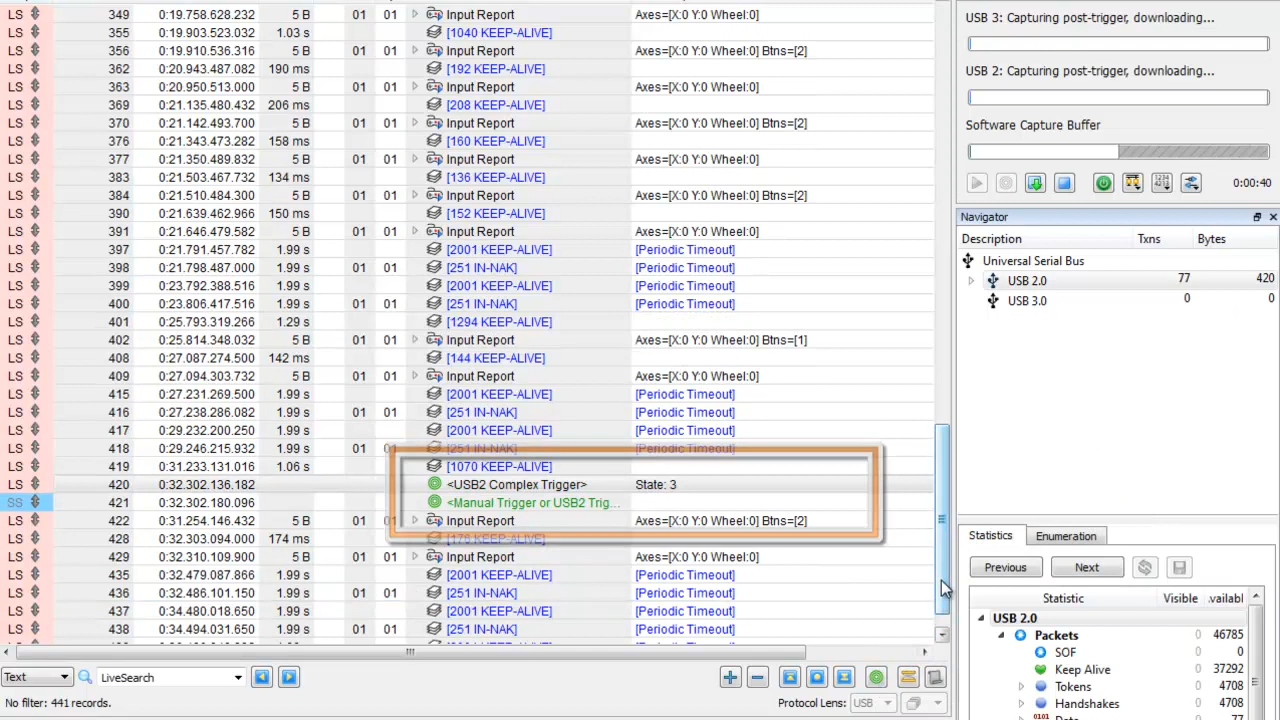 LS 349 0:19.758.628.232 5 B 01 01 Input Report Axes=[X:0 Y:0 Wheel:0]
LS 355 0:19.903.523.032 1.03 s [1040 KEEP-ALIVE]
LS 356 0:19.910.536.316 5 B 01 01 Input Report Axes=[X:0 Y:0 Wheel:0] Btns=[2]
LS 362 0:20.943.487.082 190 ms [192 KEEP-ALIVE]
LS 363 0:20.950.513.000 5 B 01 01 Input Report Axes=[X:0 Y:0 Wheel:0]
LS 369 0:21.135.480.432 206 ms [208 KEEP-ALIVE]
LS 370 0:21.142.493.700 5 B 01 01 Input Report Axes=[X:0 Y:0 Wheel:0] Btns=[2]
LS 376 0:21.343.473.282 158 ms [160 KEEP-ALIVE]
LS 377 0:21.350.489.832 5 B 01 01 Input Report Axes=[X:0 Y:0 Wheel:0]
LS 383 0:21.503.467.732 134 ms [136 KEEP-ALIVE]
LS 384 0:21.510.484.300 5 B 01 01 Input Report Axes=[X:0 Y:0 Wheel:0] Btns=[2]
LS 390 0:21.639.462.966 150 ms [152 KEEP-ALIVE]
LS 391 0:21.646.479.582 5 B 01 01 Input Report Axes=[X:0 Y:0 Wheel:0]
LS 397 0:21.791.457.782 1.99 s [2001 KEEP-ALIVE] [Periodic Timeout]
LS 398 0:21.798.487.000 1.99 s 01 01 [251 IN-NAK] [Periodic Timeout]
LS 399 0:23.792.388.516 1.99 s [2001 KEEP-ALIVE] [Periodic Timeout]
LS 400 0:23.806.417.516 1.99 s 01 01 [251 IN-NAK] [Periodic Timeout]
LS 401 0:25.793.319.266 1.29 s [1294 KEEP-ALIVE]
LS 402 0:25.814.348.032 5 B 01 01 Input Report Axes=[X:0 Y:0 Wheel:0] Btns=[1]
LS 408 0:27.087.274.500 142 ms [144 KEEP-ALIVE]
LS 409 0:27.094.303.732 5 B 01 01 Input Report Axes=[X:0 Y:0 Wheel:0]
LS 415 0:27.231.269.500 1.99 s [2001 KEEP-ALIVE] [Periodic Timeout]
LS 416 0:27.238.286.082 1.99 s 01 01 [251 IN-NAK] [Periodic Timeout]
LS 417 0:29.232.200.250 1.99 s [2001 KEEP-ALIVE] [Periodic Timeout]
LS 418 0:29.246.215.932 1.99 s 01 01 [251 IN-NAK] [Periodic Timeout]
LS 419 0:31.233.131.016 1.06 s [1070 KEEP-ALIVE]
LS 420 0:32.302.136.182 <USB2 Complex Trigger> State: 3
SS 421 0:32.302.180.096 <Manual Trigger or USB2 Trig...
LS 422 0:31.254.146.432 5 B 01 01 Input Report Axes=[X:0 Y:0 Wheel:0] Btns=[2]
LS 428 0:32.303.094.000 174 ms [176 KEEP-ALIVE]
LS 429 0:32.310.109.900 5 B 01 01 Input Report Axes=[X:0 Y:0 Wheel:0]
LS 435 0:32.479.087.866 1.99 s [2001 KEEP-ALIVE] [Periodic Timeout]
LS 436 0:32.486.101.150 1.99 s 01 01 [251 IN-NAK] [Periodic Timeout]
LS 437 0:34.480.018.650 1.99 s [2001 KEEP-ALIVE] [Periodic Timeout]
LS 438 0:34.494.031.650 1.99 s 01 01 [251 IN-NAK] [Periodic Timeout]
Text LiveSearch
No filter: 441 records.
Protocol Lens: USB
USB 3: Capturing post-trigger, downloading...
USB 2: Capturing post-trigger, downloading...
Software Capture Buffer
0:00:40
Navigator
Description Txns Bytes
Universal Serial Bus
USB 2.0 77 420
USB 3.0 0 0
Statistics Enumeration
Previous Next
Statistic Visible vailabl
USB 2.0
Packets 0 46785
SOF 0 0
Keep Alive 0 37292
Tokens 0 4708
Handshakes 0 4708